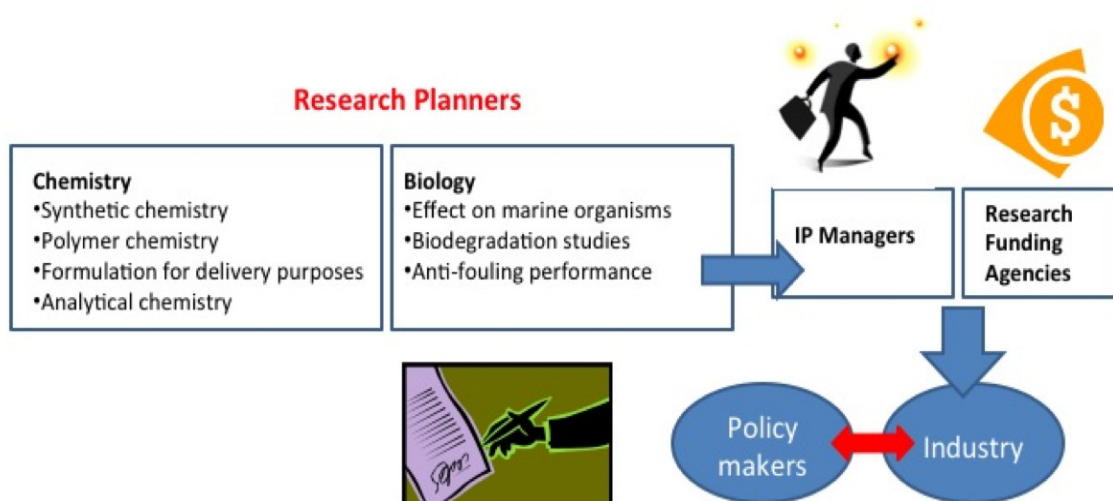 Research Planners
Chemistry
•Synthetic chemistry
•Polymer chemistry
•Formulation for delivery purposes
•Analytical chemistry
Biology
•Effect on marine organisms
•Biodegradation studies
•Anti-fouling performance
IP Managers
Research
Funding
Agencies
$
Policy
makers
Industry